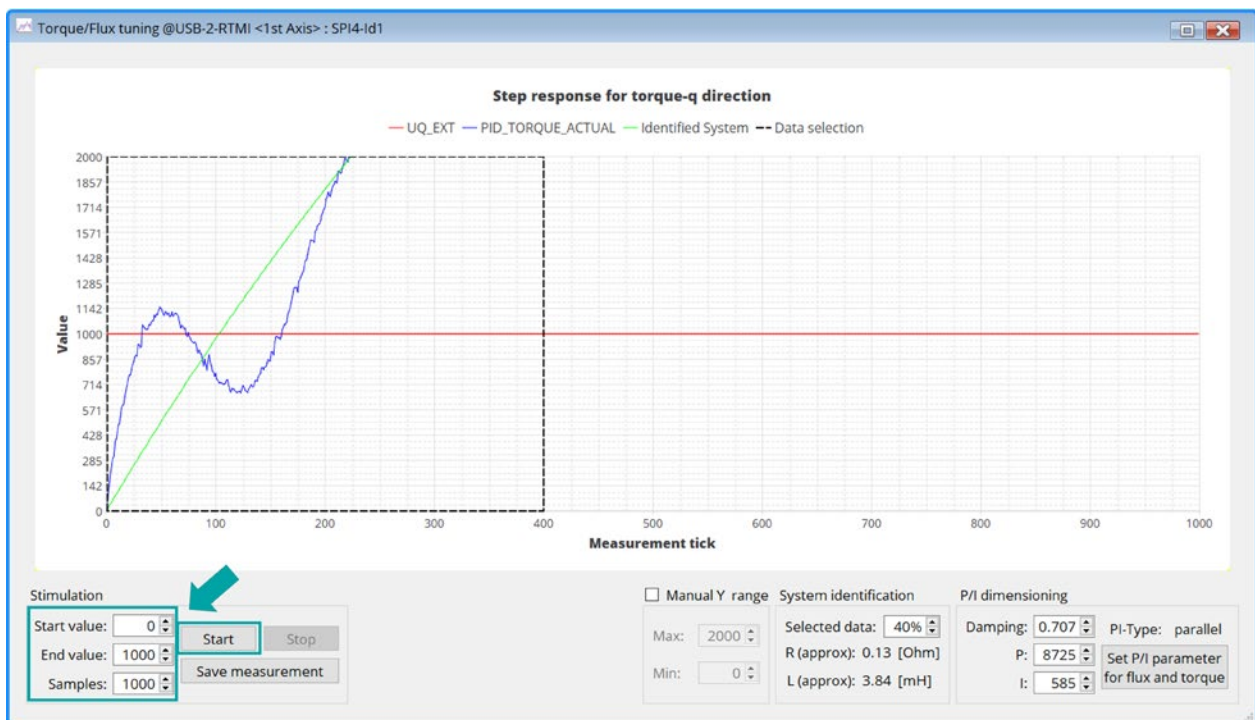 Torque/Flux tuning @USB-2-RTMI <1st Axis> : SPI4-Id1
Step response for torque-q direction
UQ_EXT PID_TORQUE_ACTUAL Identified System Data selection
2000
1857
1714
1571
1428
1285
1142
1000
857
714
571
428
285
142
0
Value
0 100 200 300 400 500 600 700 800 900 1000
Measurement tick
Stimulation
Start value: 0
End value: 1000
Samples: 1000
Start Stop
Save measurement
Manual Y range
Max: 2000
Min: 0
System identification
Selected data: 40%
R (approx): 0.13 [Ohm]
L (approx): 3.84 [mH]
P/I dimensioning
Damping: 0.707 PI-Type: parallel
P: 8725
I: 585
Set P/I parameter
for flux and torque